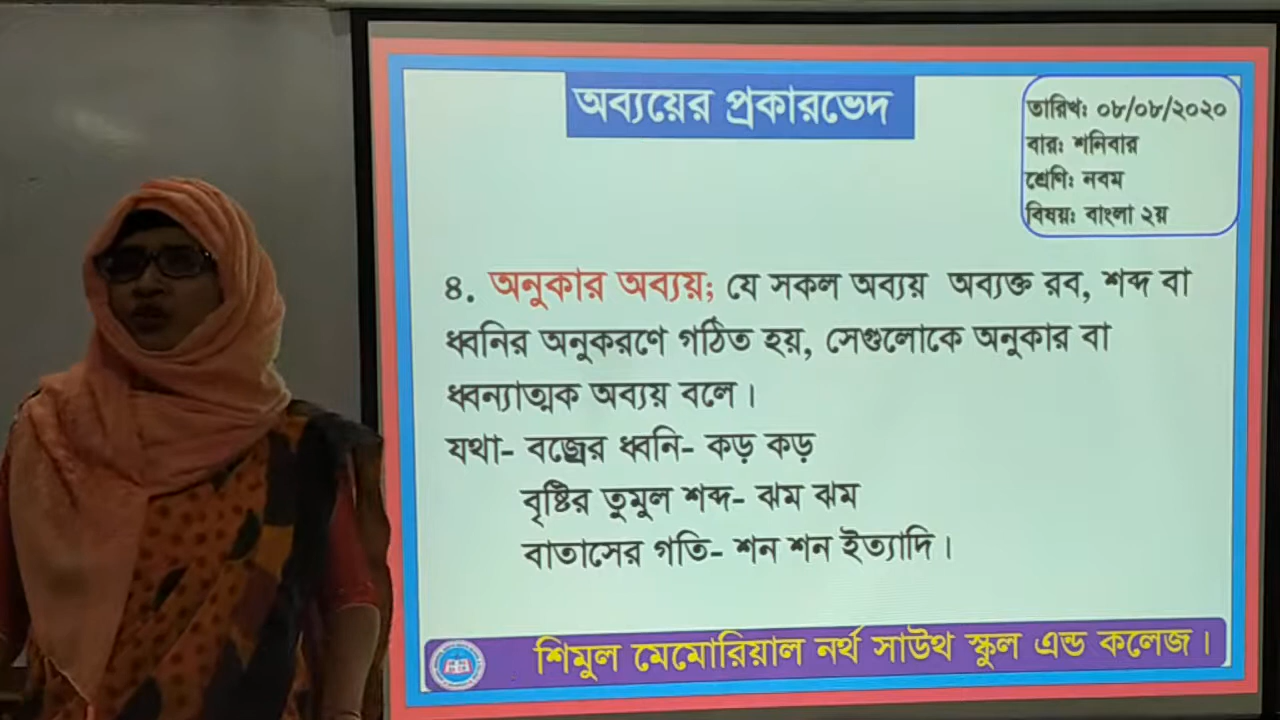 অব্যয়ের প্রকারভেদ
তারিখ: ০৮/০৮/২০২০
বার: শনিবার
শ্রেণি: নবম
বিষয়: বাংলা ২য়
৪. অনুকার অব্যয়; যে সকল অব্যয় অব্যক্ত রব, শব্দ বা
ধ্বনির অনুকরণে গঠিত হয়, সেগুলোকে অনুকার বা
ধ্বন্যাত্মক অব্যয় বলে।
যথা- বজ্রের ধ্বনি- কড় কড়
বৃষ্টির তুমুল শব্দ- ঝম ঝম
বাতাসের গতি- শন শন ইত্যাদি।
শিমুল মেমোরিয়াল নর্থ সাউথ স্কুল এন্ড কলেজ।